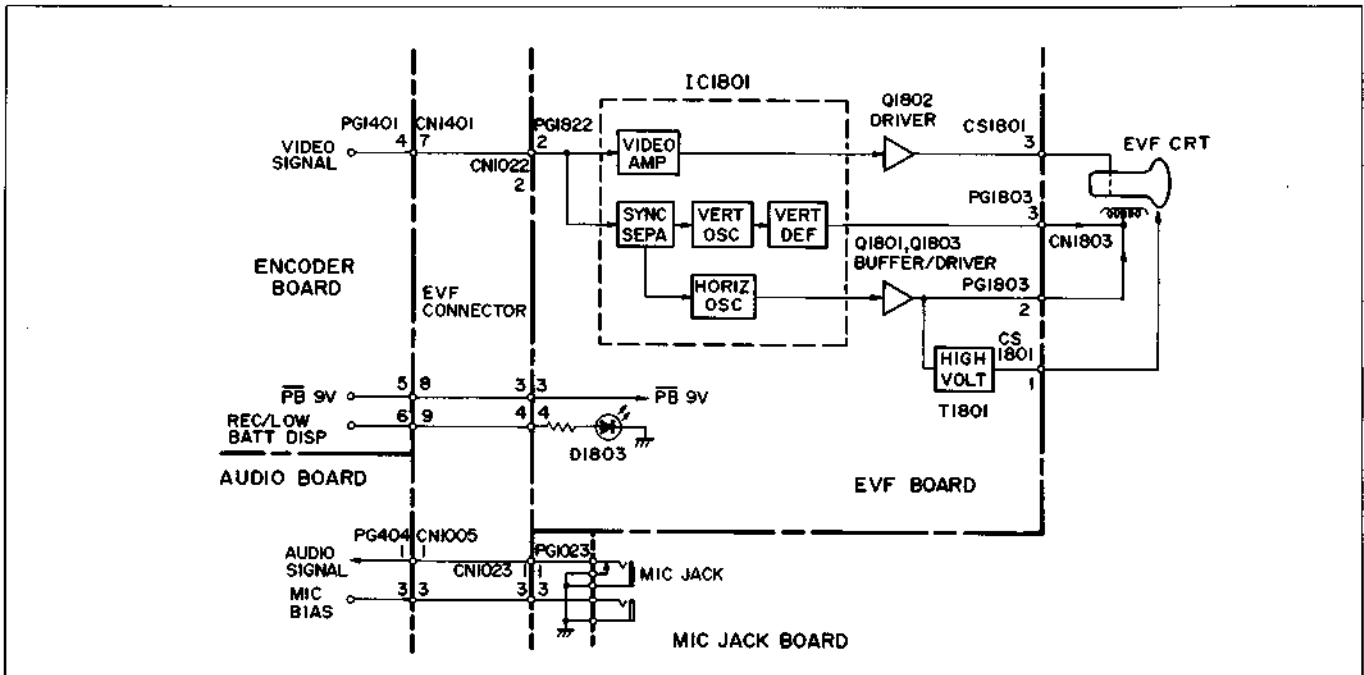 IC1801
PG1401 CN1401
4 7
VIDEO
SIGNAL
PG1822
2
CN1022
2
VIDEO
AMP
Q1802
DRIVER
CS1801
3
EVF CRT
SYNC
SEPA
VERT
OSC
VERT
DEF
PG1803
3
CN1803
Q1801,Q1803
BUFFER/DRIVER
HORIZ
OSC
PG1803
2
HIGH
VOLT
T1801
CS
1801
1
ENCODER
BOARD
EVF
CONNECTOR
PB 9V
5 8
3 3
PB 9V
REC/LOW
BATT DISP
6 9
4 4
D1803
AUDIO BOARD
EVF BOARD
PG404 CN1005
1 1
AUDIO
SIGNAL
PG1023
CN1023
1 1
MIC JACK
MIC
BIAS
3 3
3 3
MIC JACK BOARD